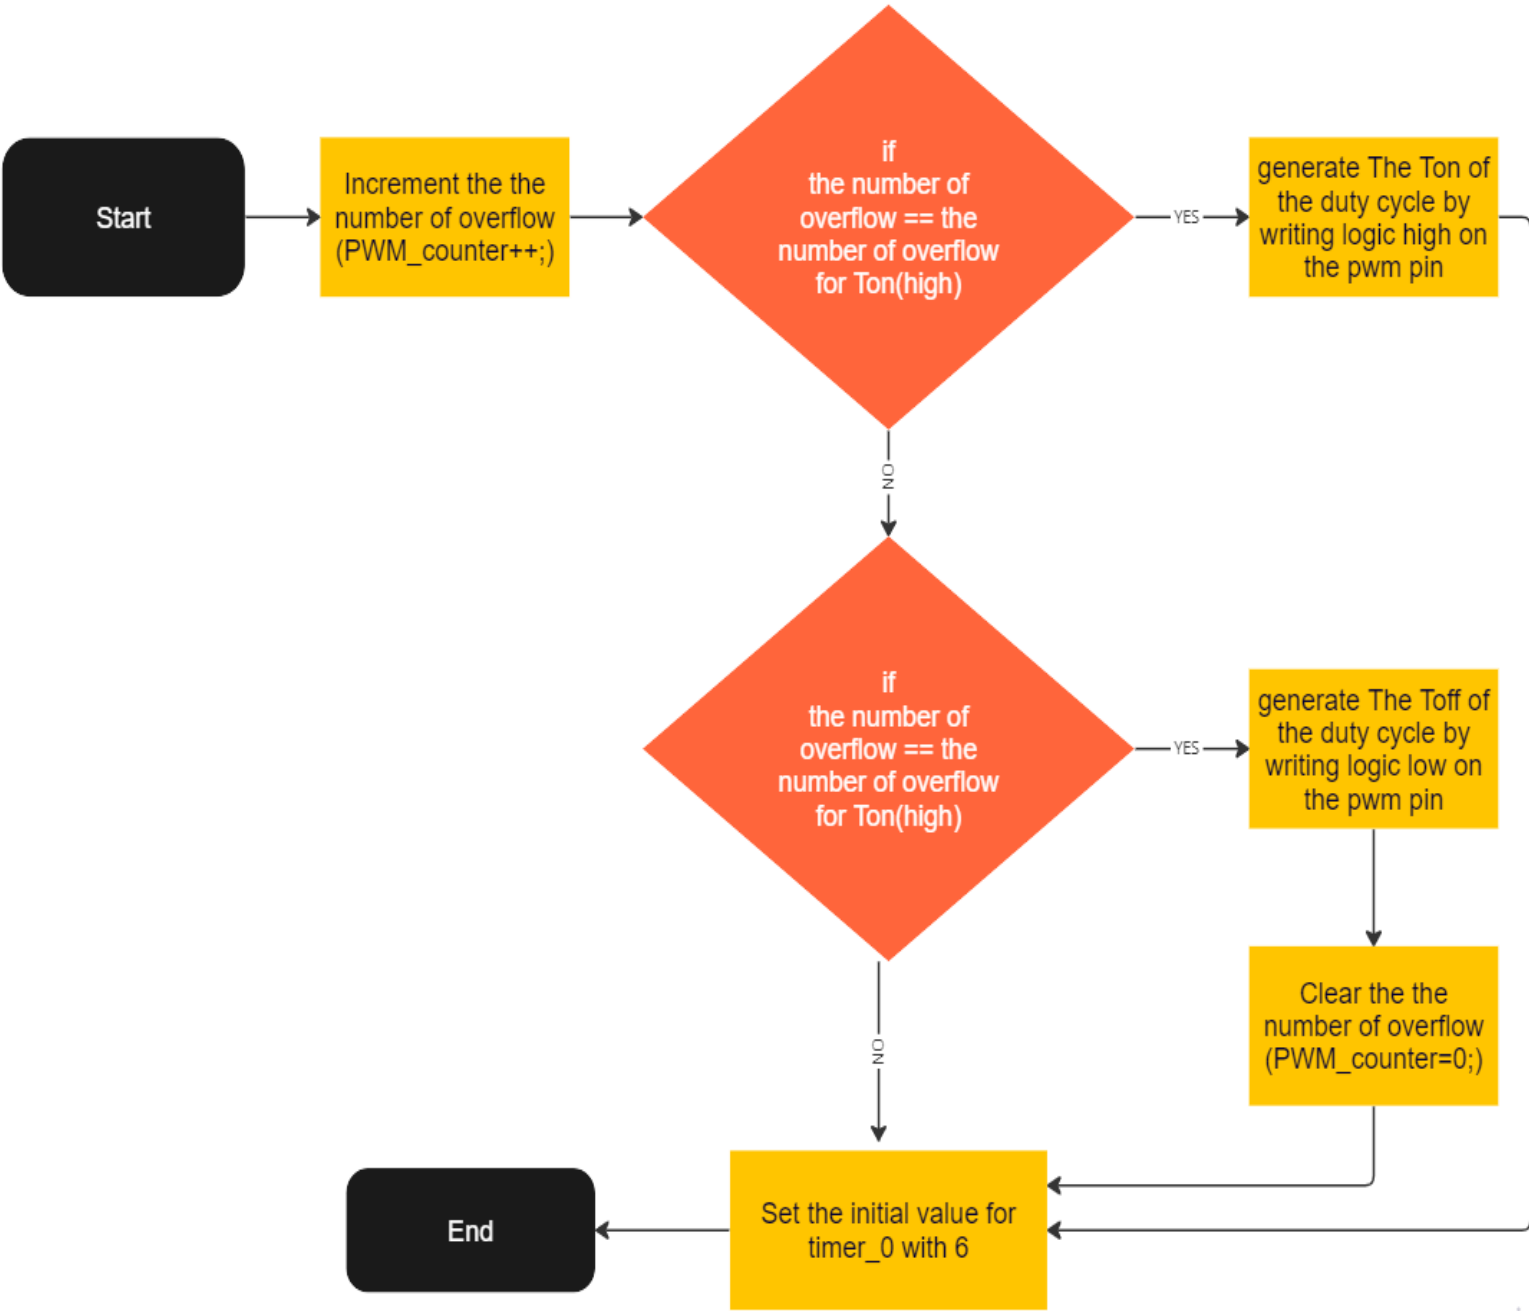 Start
Increment the the
number of overflow
(PWM_counter++;)
if
the number of
overflow == the
number of overflow
for Ton(high)
YES
generate The Ton of
the duty cycle by
writing logic high on
the pwm pin
NO
if
the number of
overflow == the
number of overflow
for Ton(high)
YES
generate The Toff of
the duty cycle by
writing logic low on
the pwm pin
Clear the the
number of overflow
(PWM_counter=0;)
NO
Set the initial value for
timer_0 with 6
End